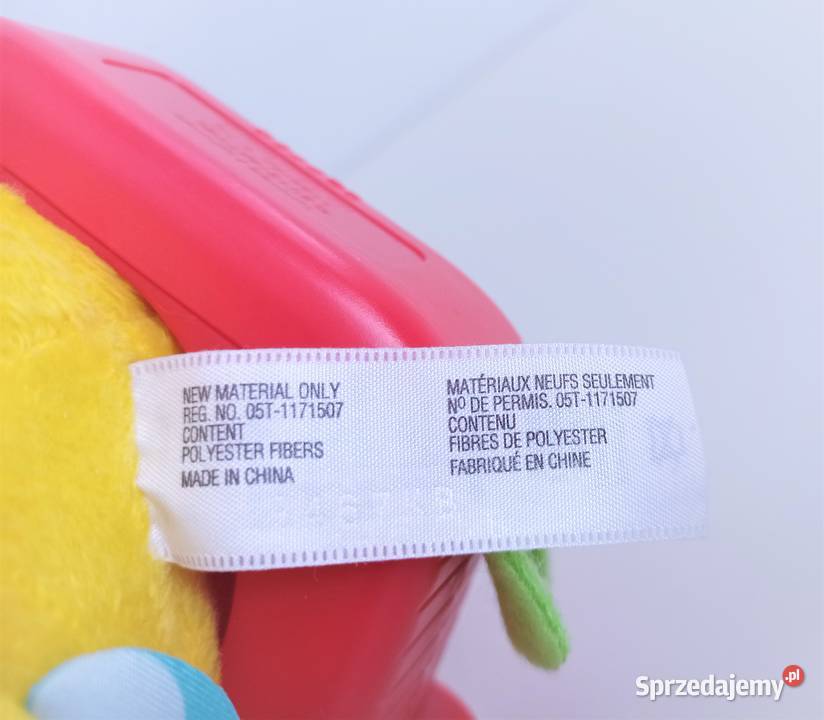 NEW MATERIAL ONLY
REG. NO. 05T-1171507
CONTENT
POLYESTER FIBERS
MADE IN CHINA
MATÉRIAUX NEUFS SEULEMENT
Nº DE PERMIS. 05T-1171507
CONTENU
FIBRES DE POLYESTER
FABRIQUÉ EN CHINE
Sprzedajemy.pl